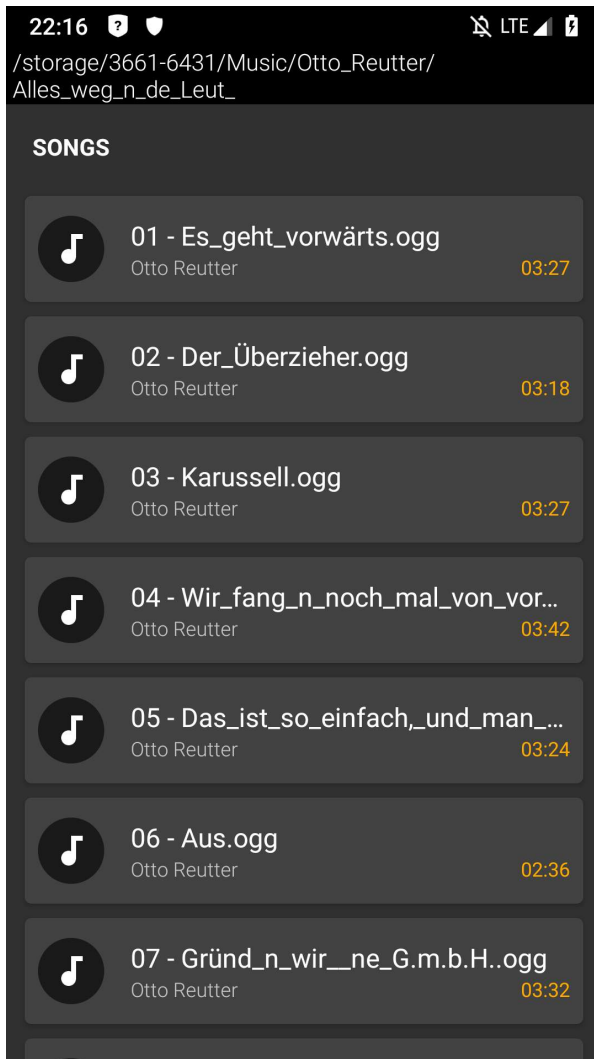 22:16 ? LTE
/storage/3661-6431/Music/Otto_Reutter/
Alles_weg_n_de_Leut_
SONGS
01 - Es_geht_vorwärts.ogg
Otto Reutter 03:27
02 - Der_Überzieher.ogg
Otto Reutter 03:18
03 - Karussell.ogg
Otto Reutter 03:27
04 - Wir_fang_n_noch_mal_von_vor...
Otto Reutter 03:42
05 - Das_ist_so_einfach,_und_man_...
Otto Reutter 03:24
06 - Aus.ogg
Otto Reutter 02:36
07 - Gründ_n_wir__ne_G.m.b.H..ogg
Otto Reutter 03:32